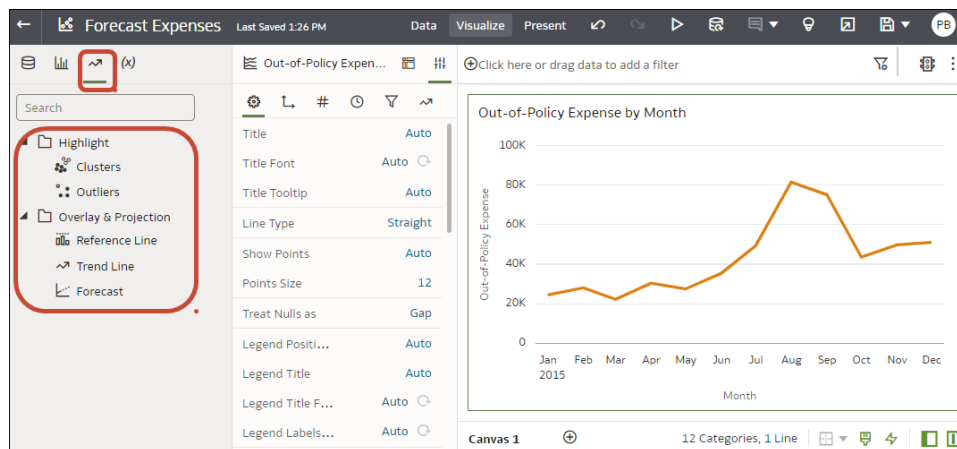 Forecast Expenses Last Saved 1:26 PM Data Visualize Present PB
(x)
Search
Highlight
Clusters
Outliers
Overlay & Projection
Reference Line
Trend Line
Forecast
Out-of-Policy Expen...
#
Title Auto
Title Font Auto
Title Tooltip Auto
Line Type Straight
Show Points Auto
Points Size 12
Treat Nulls as Gap
Legend Positi... Auto
Legend Title Auto
Legend Title F... Auto
Legend Labels... Auto
Click here or drag data to add a filter
Out-of-Policy Expense by Month
Out-of-Policy Expense
100K
80K
60K
40K
20K
0
Jan Feb Mar Apr May Jun Jul Aug Sep Oct Nov Dec
2015
Month
Canvas 1 12 Categories, 1 Line